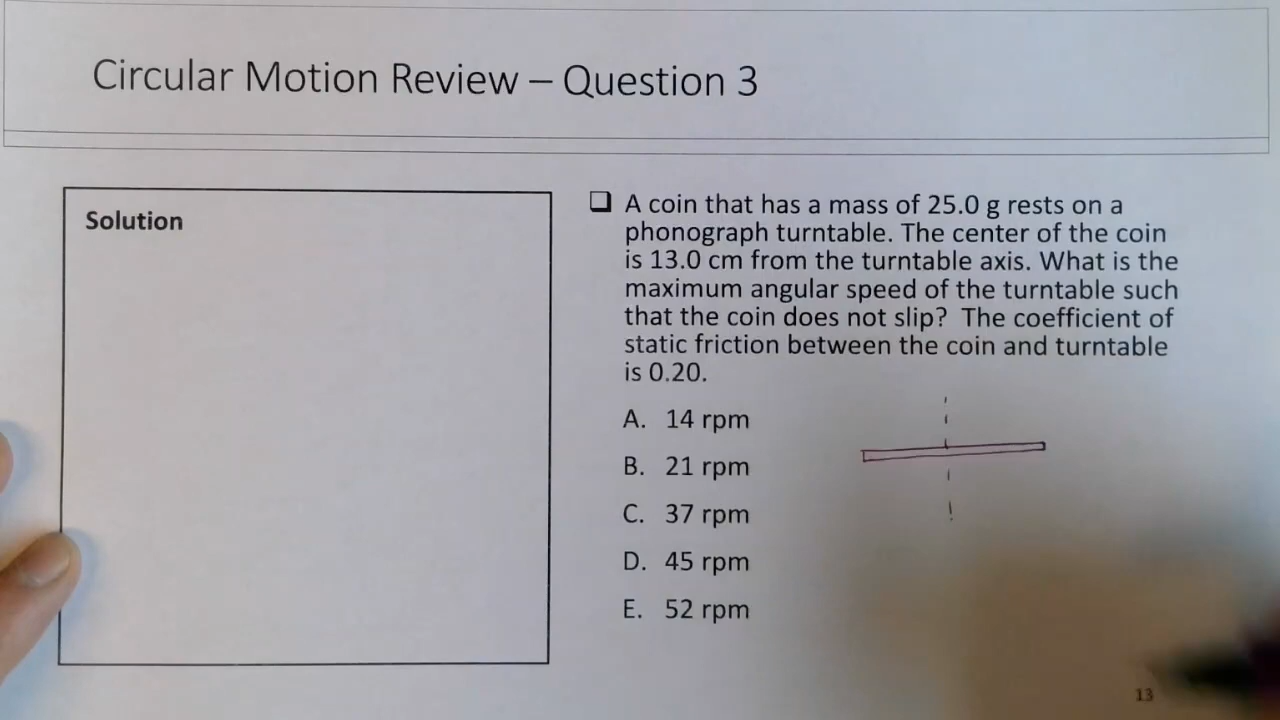 Circular Motion Review – Question 3
Solution
A coin that has a mass of 25.0 g rests on a
phonograph turntable. The center of the coin
is 13.0 cm from the turntable axis. What is the
maximum angular speed of the turntable such
that the coin does not slip? The coefficient of
static friction between the coin and turntable
is 0.20.
A. 14 rpm
B. 21 rpm
C. 37 rpm
D. 45 rpm
E. 52 rpm
13